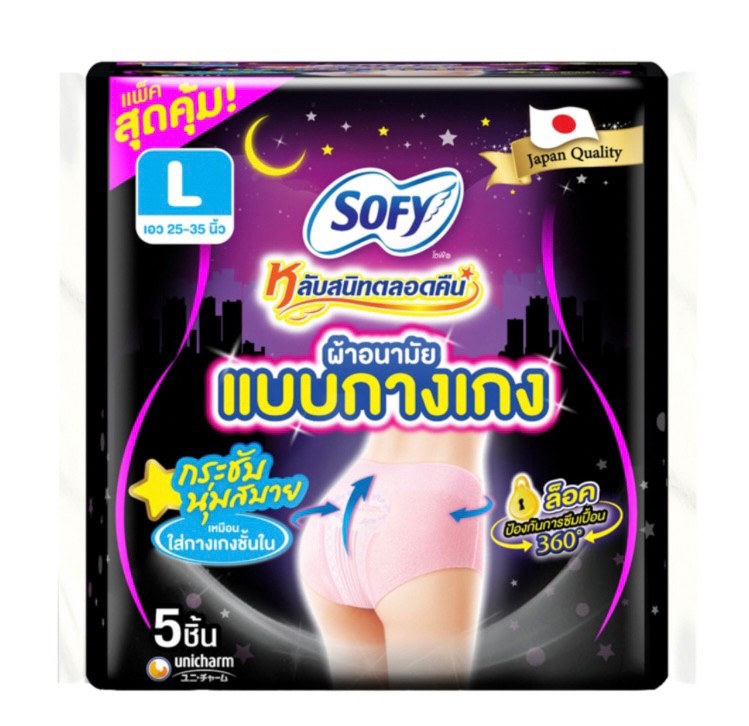 แพ็ค
สุดคุ้ม!
L
เอว 25-35 นิ้ว
Japan Quality
SOFY
โซฟี®
หลับสนิทตลอดคืน
ผ้าอนามัย
แบบกางเกง
กระชับ
นุ่มสบาย
เหมือน
ใส่กางเกงชั้นใน
ล็อค
ป้องกันการซึมเปื้อน
360°
5 ชิ้น
unicharm
ユニ・チャーム